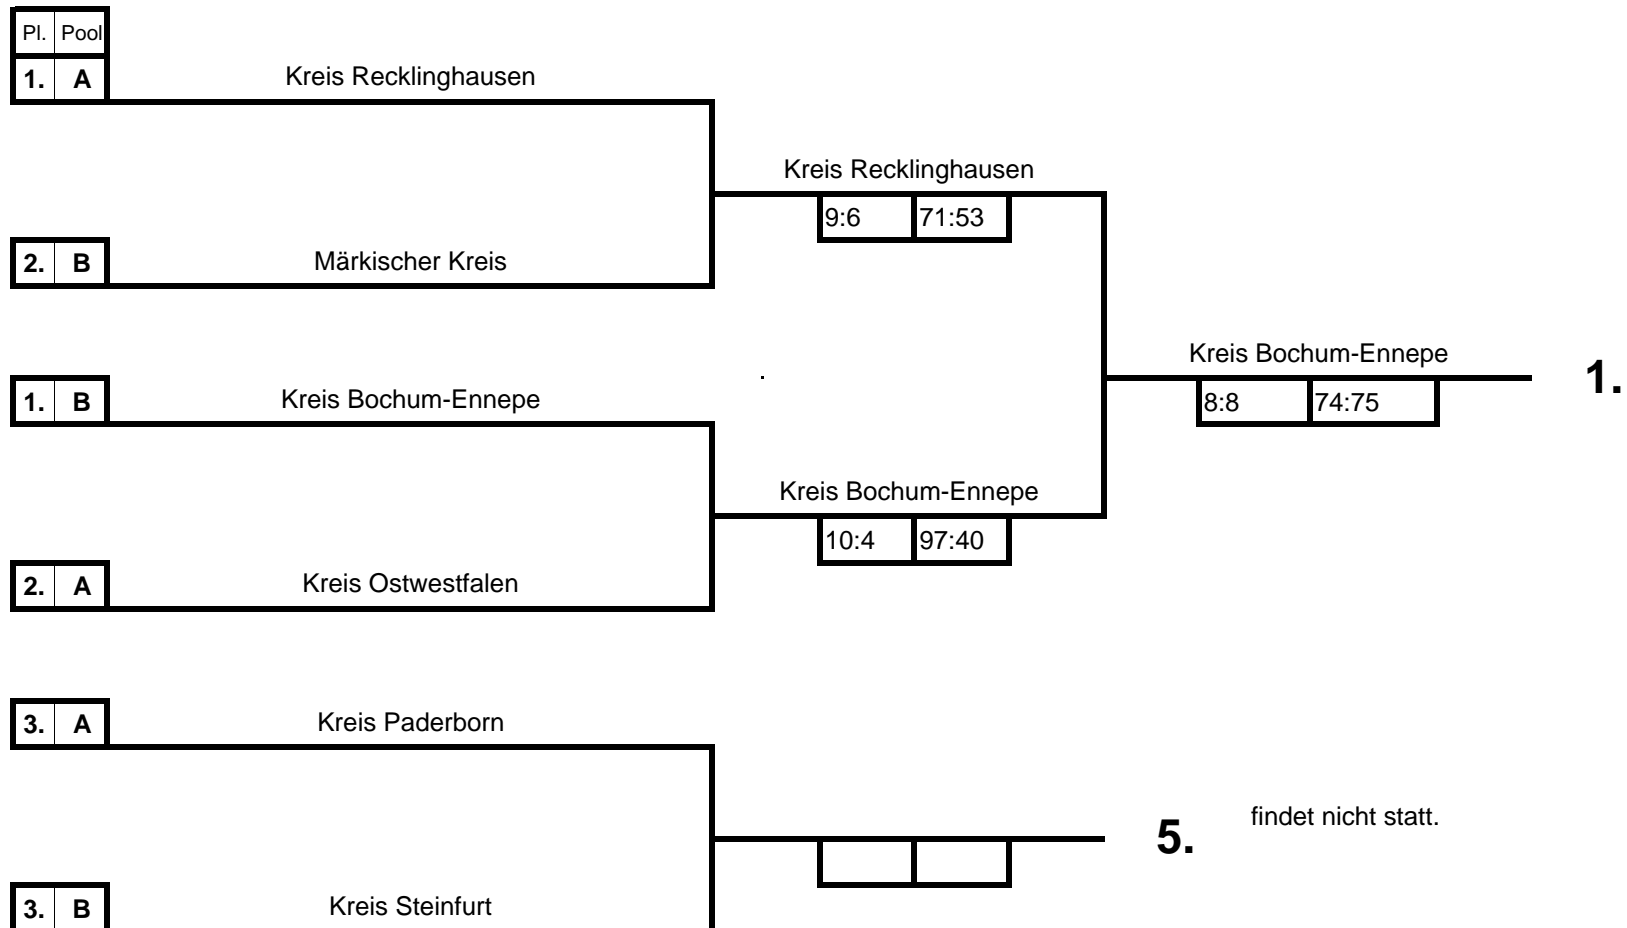 Pl. Pool
1. A Kreis Recklinghausen
Kreis Recklinghausen
9:6 71:53
2. B Märkischer Kreis
Kreis Bochum-Ennepe
1.
8:8 74:75
1. B Kreis Bochum-Ennepe
Kreis Bochum-Ennepe
10:4 97:40
2. A Kreis Ostwestfalen
3. A Kreis Paderborn
5. findet nicht statt.
3. B Kreis Steinfurt